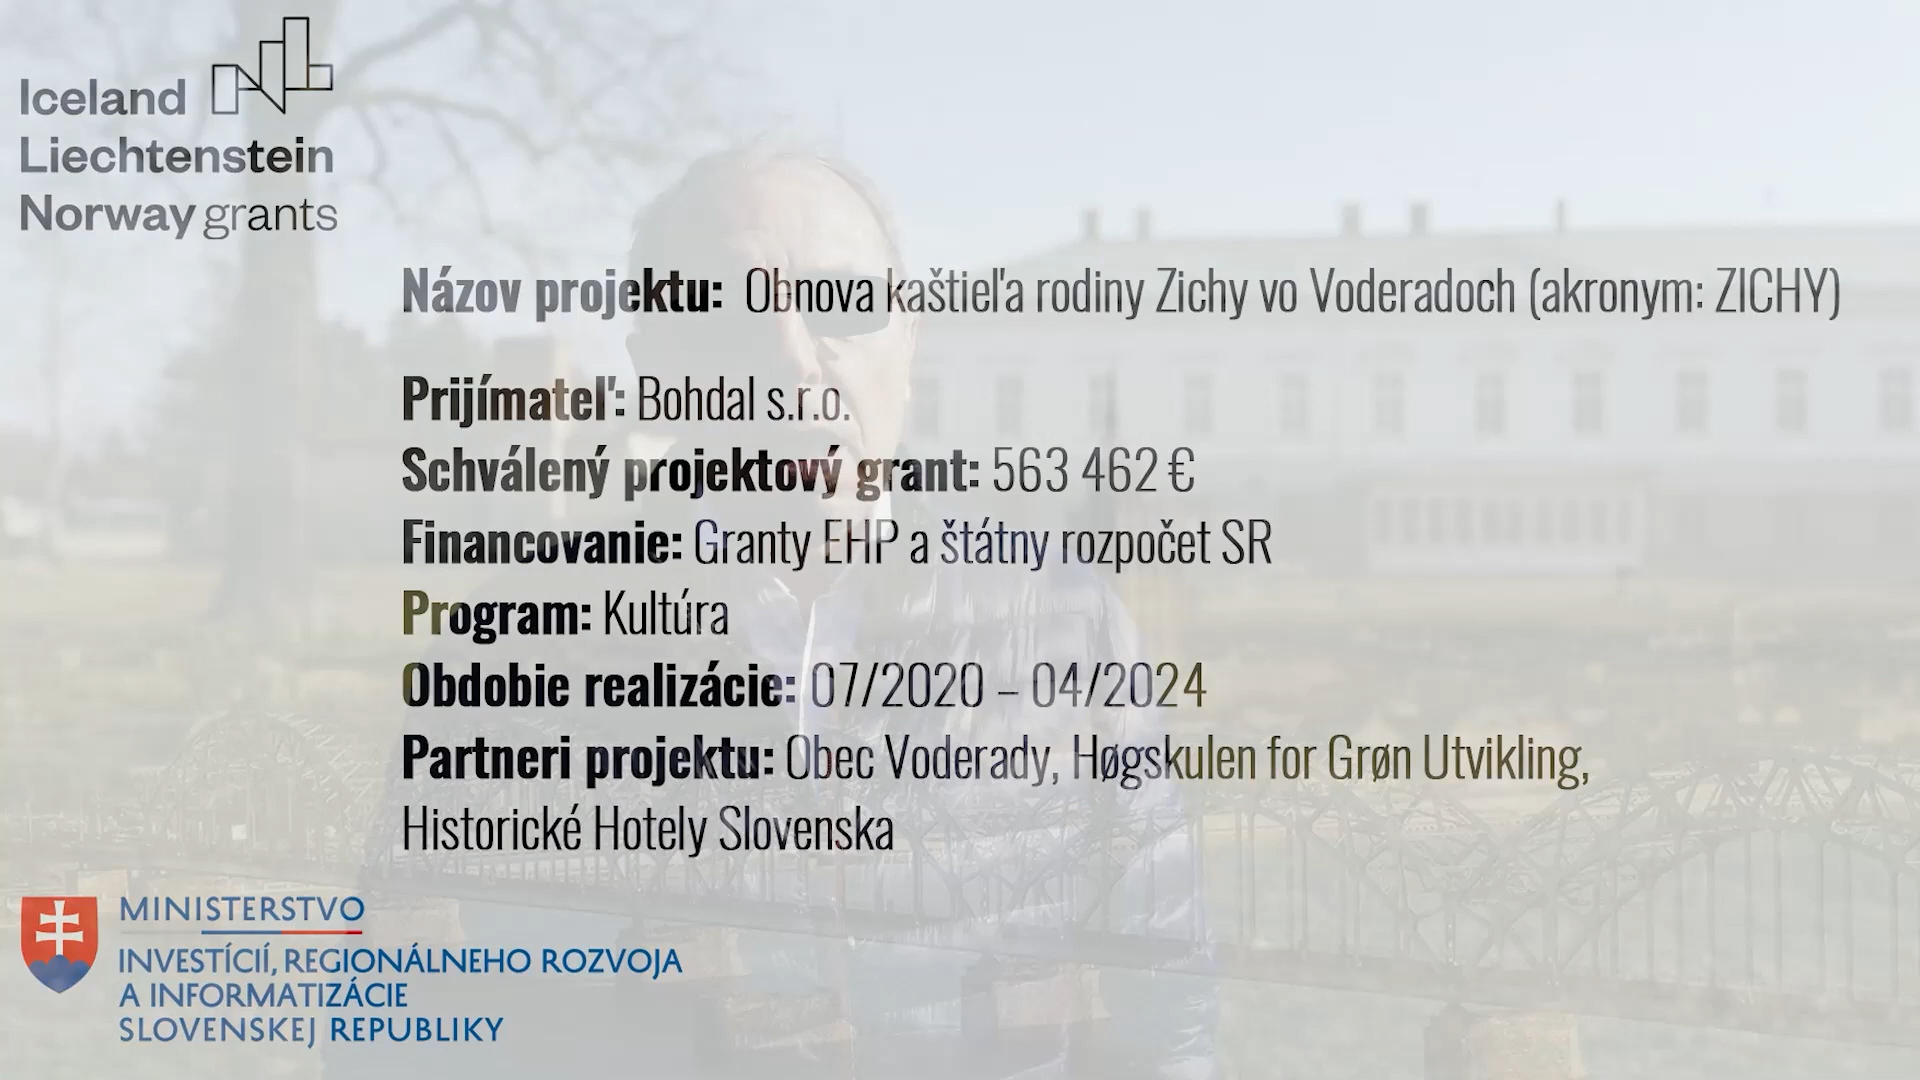 Iceland
Liechtenstein
Norway grants
Názov projektu: Obnova kaštieľa rodiny Zichy vo Voderadoch (akronym: ZICHY)
Prijímateľ: Bohdal s.r.o.
Schválený projektový grant: 563 462 €
Financovanie: Granty EHP a štátny rozpočet SR
Program: Kultúra
Obdobie realizácie: 07/2020 – 04/2024
Partneri projektu: Obec Voderady, Høgskulen for Grøn Utvikling,
Historické Hotely Slovenska
MINISTERSTVO
INVESTÍCIÍ, REGIONÁLNEHO ROZVOJA
A INFORMATIZÁCIE
SLOVENSKEJ REPUBLIKY